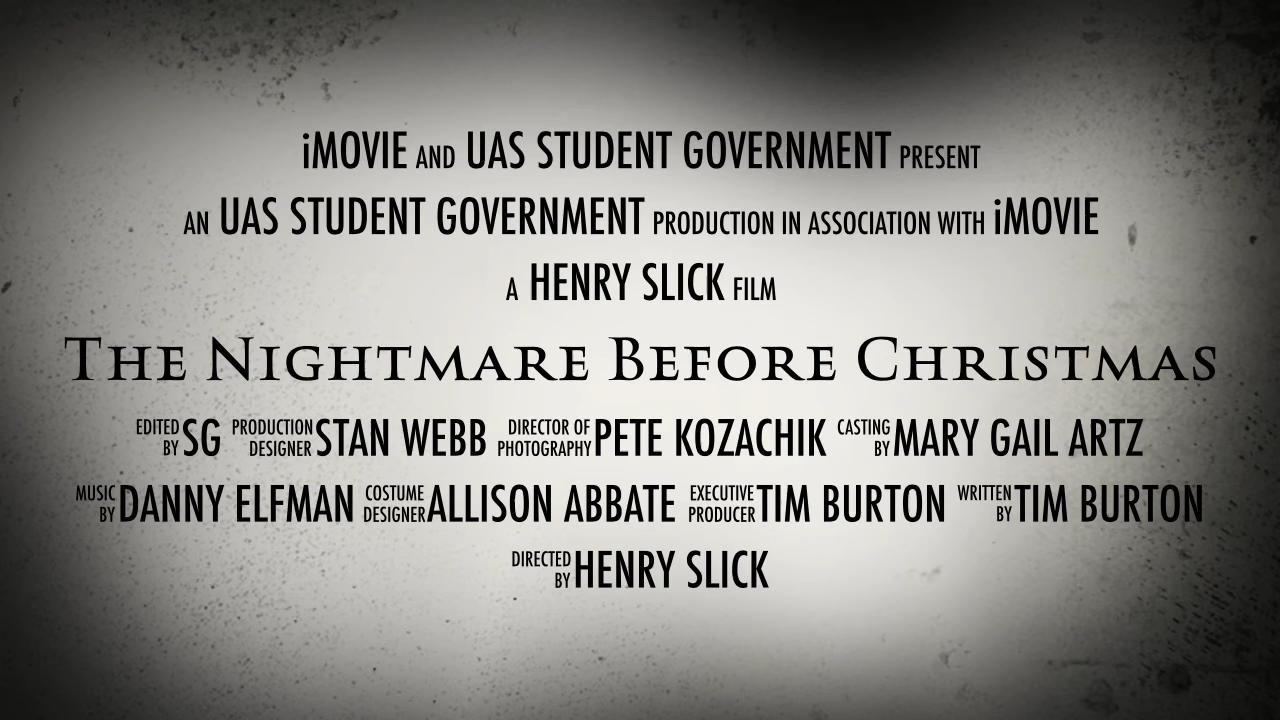 iMOVIE AND UAS STUDENT GOVERNMENT PRESENT
AN UAS STUDENT GOVERNMENT PRODUCTION IN ASSOCIATION WITH iMOVIE
A HENRY SLICK FILM
THE NIGHTMARE BEFORE CHRISTMAS
EDITED BY SG PRODUCTION DESIGNER STAN WEBB DIRECTOR OF PHOTOGRAPHY PETE KOZACHIK CASTING BY MARY GAIL ARTZ
MUSIC BY DANNY ELFMAN COSTUME DESIGNER ALLISON ABBATE EXECUTIVE PRODUCER TIM BURTON WRITTEN BY TIM BURTON
DIRECTED BY HENRY SLICK